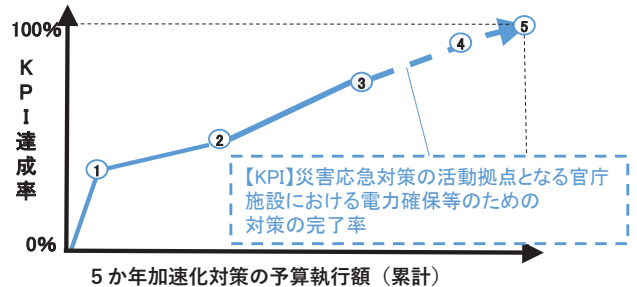 100%
KPI達成率
0%
1
2
3
4
5
【KPI】災害応急対策の活動拠点となる官庁
施設における電力確保等のための
対策の完了率
5か年加速化対策の予算執行額（累計）